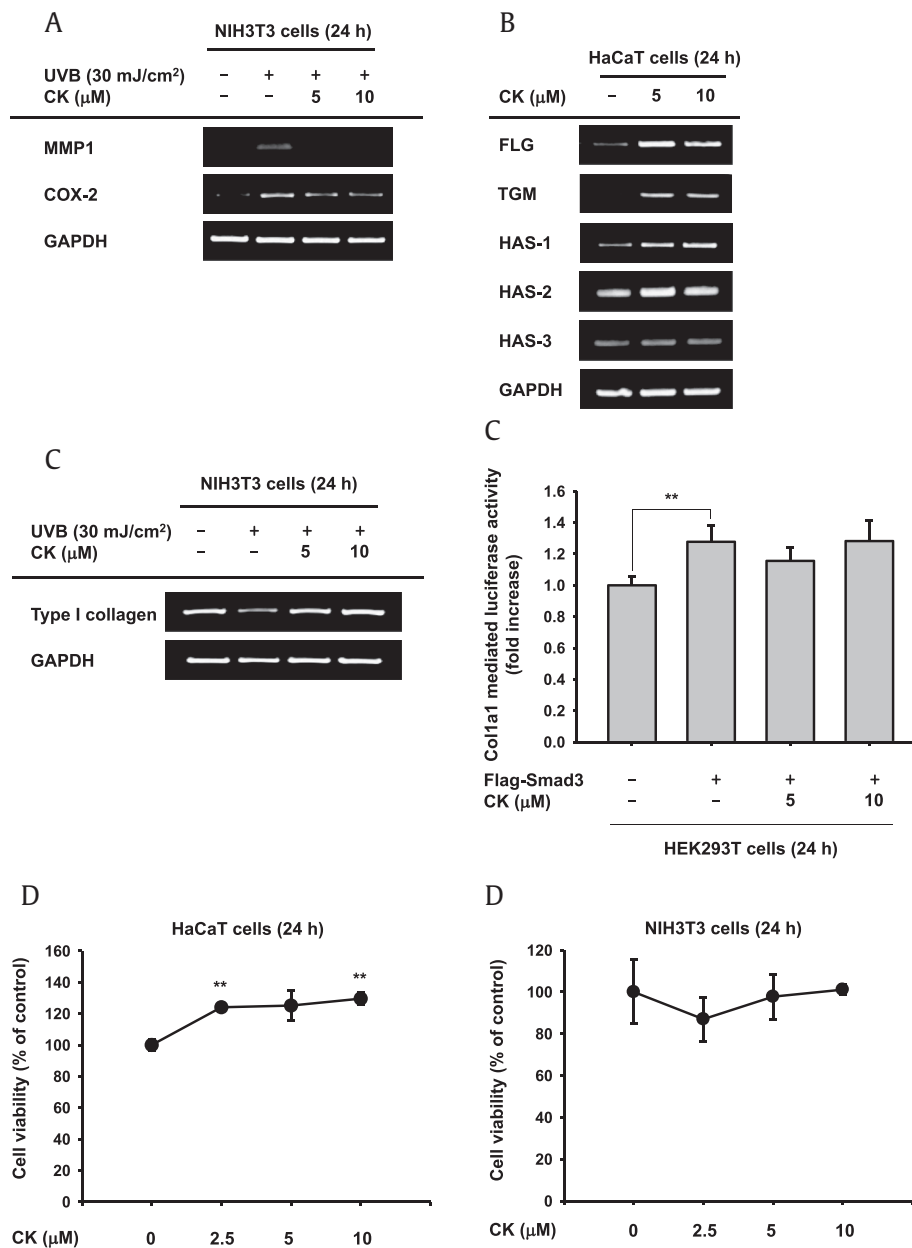 A
NIH3T3 cells (24 h)
UVB (30 mJ/cm²) – + + +
CK (μM) – – 5 10
MMP1
COX-2
GAPDH
B
HaCaT cells (24 h)
CK (μM) – 5 10
FLG
TGM
HAS-1
HAS-2
HAS-3
GAPDH
C
NIH3T3 cells (24 h)
UVB (30 mJ/cm²) – + + +
CK (μM) – – 5 10
Type I collagen
GAPDH
C
Col1a1 mediated luciferase activity
(fold increase)
1.6
1.4
1.2
1.0
0.8
0.6
0.4
0.2
0.0
**
Flag-Smad3 – + + +
CK (μM) – – 5 10
HEK293T cells (24 h)
D
HaCaT cells (24 h)
Cell viability (% of control)
160
140
120
100
80
60
40
20
0
** **
CK (μM) 0 2.5 5 10
D
NIH3T3 cells (24 h)
Cell viability (% of control)
120
100
80
60
40
20
0
CK (μM) 0 2.5 5 10